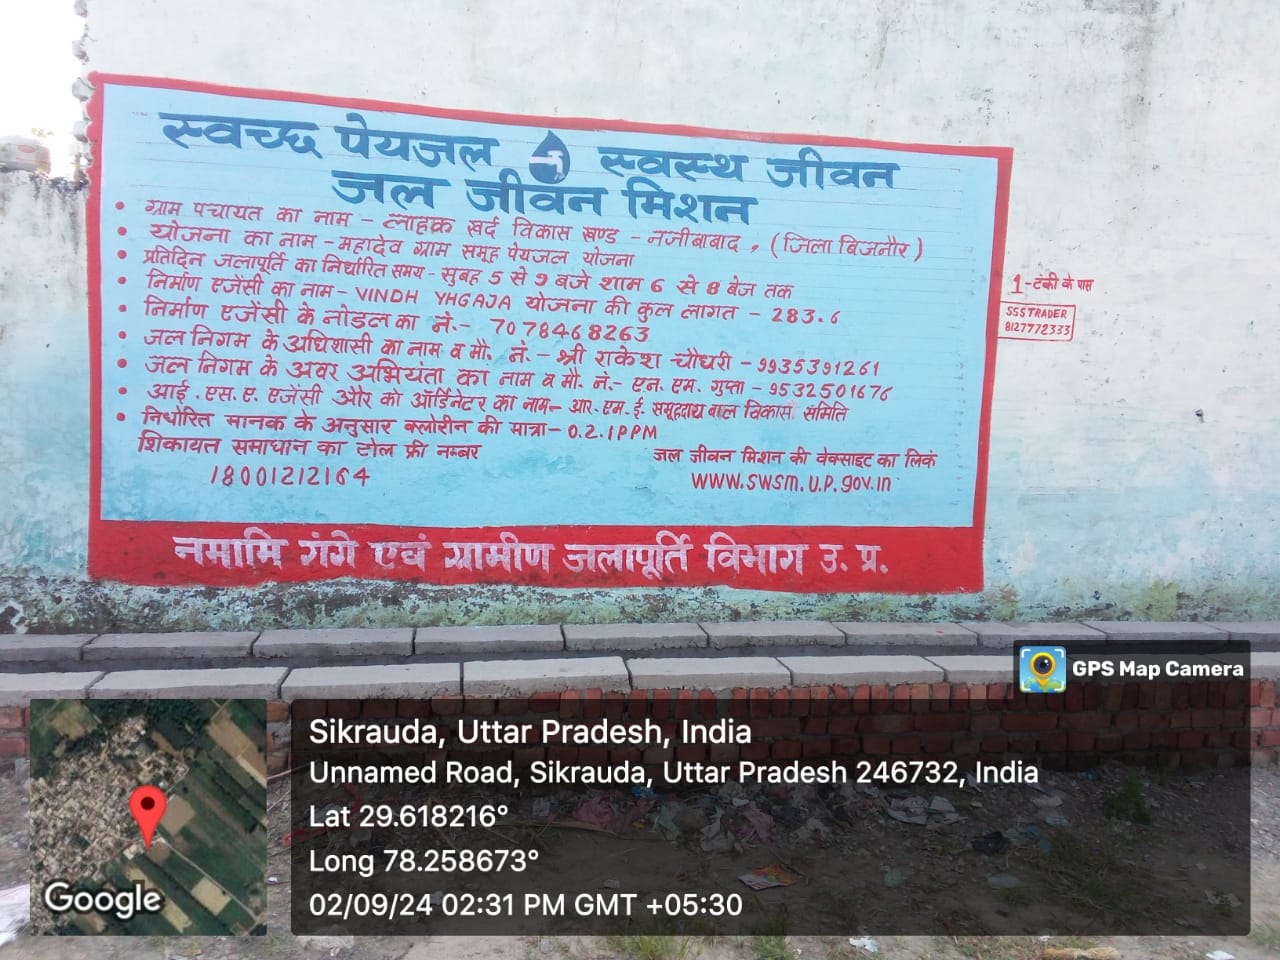 स्वच्छ पेयजल स्वस्थ जीवन
जल जीवन मिशन
• ग्राम पंचायत का नाम - लाहक खुर्द विकास खण्ड - नजीबाबाद, (जिला बिजनौर)
• योजना का नाम - महादेव ग्राम समूह पेयजल योजना
• प्रतिदिन जलापूर्ति का निर्धारित समय - सुबह 5 से 9 बजे शाम 6 से 8 बेज तक
• निर्माण एजेंसी का नाम - VINDH YHGAJA योजना की कुल लागत - 283.6
• निर्माण एजेंसी के नोडल का नं.- 7078468263
• जल निगम के अधिशासी का नाम व मौ. नं. - श्री राकेश चौधरी - 9935391261
• जल निगम के अवर अभियंता का नाम व मौ. नं.- एन. एम. गुप्ता - 9532501676
• आई. एस. ए. एजेंसी और को ऑर्डिनेटर का नाम- आर. एम. ई. समूहदाय बाल विकास समिति
• निर्धारित मानक के अनुसार क्लोरीन की मात्रा- 0.2.1PPM
शिकायत समाधान का टोल फ्री नम्बर
18001212164
जल जीवन मिशन की वेक्साइट का लिंक
www.swsm.u.p.gov.in
नमामि गंगे एवं ग्रामीण जलापूर्ति विभाग उ. प्र.
1-टंकी के पास
SSS TRADER
8127772333
GPS Map Camera
Sikrauda, Uttar Pradesh, India
Unnamed Road, Sikrauda, Uttar Pradesh 246732, India
Lat 29.618216°
Long 78.258673°
02/09/24 02:31 PM GMT +05:30
Google